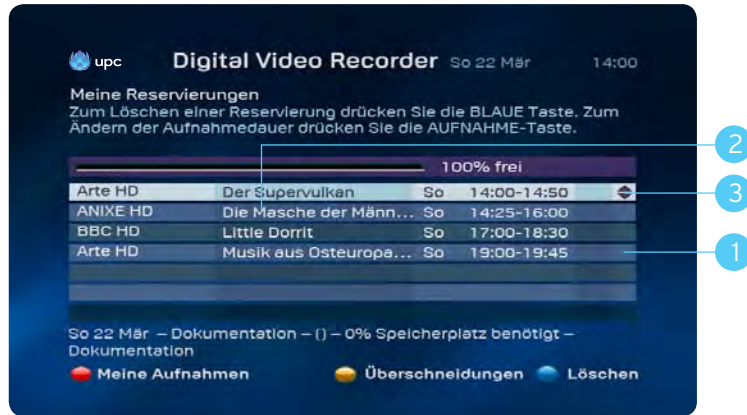 upc Digital Video Recorder So 22 Mär 14:00
Meine Reservierungen
Zum Löschen einer Reservierung drücken Sie die BLAUE Taste. Zum
Ändern der Aufnahmedauer drücken Sie die AUFNAHME-Taste.
2
100% frei
Arte HD Der Supervulkan So 14:00-14:50 3
ANIXE HD Die Masche der Männ... So 14:25-16:00
BBC HD Little Dorrit So 17:00-18:30
Arte HD Musik aus Osteuropa... So 19:00-19:45 1
So 22 Mär – Dokumentation – () – 0% Speicherplatz benötigt –
Dokumentation
Meine Aufnahmen Überschneidungen Löschen